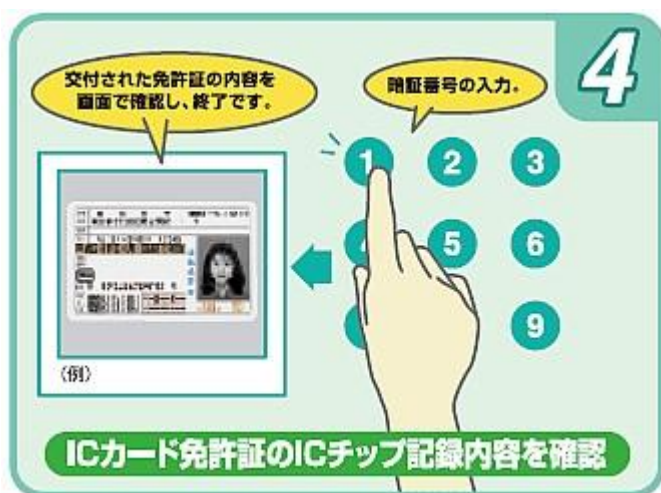 4
交付された免許証の内容を
画面で確認し、終了です。
暗証番号の入力。
1 2 3
4 5 6
9
(例)
ICカード免許証のICチップ記録内容を確認